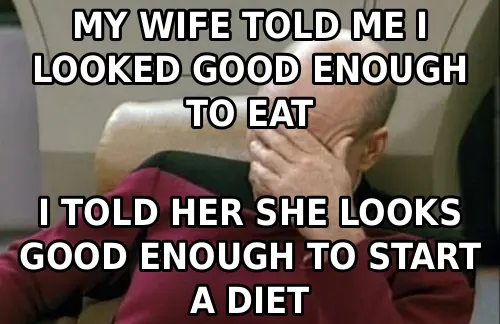 MY WIFE TOLD ME I
LOOKED GOOD ENOUGH
TO EAT
I TOLD HER SHE LOOKS
GOOD ENOUGH TO START
A DIET